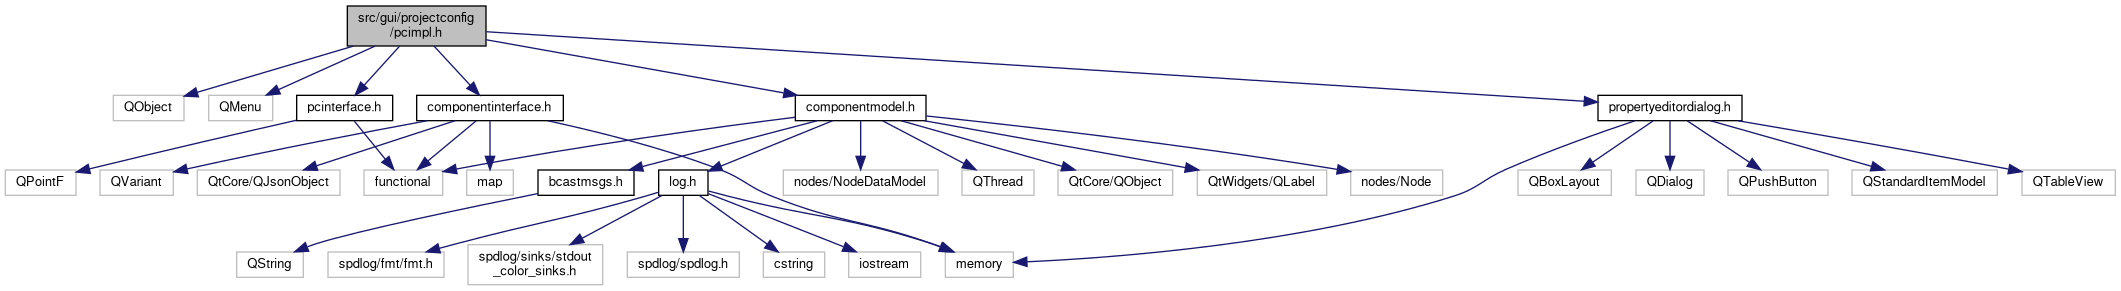 src/gui/projectconfig
/pcimpl.h
QObject
QMenu
pcinterface.h
componentinterface.h
componentmodel.h
propertyeditordialog.h
QPointF
QVariant
QtCore/QJsonObject
functional
map
bcastmsgs.h
log.h
nodes/NodeDataModel
QThread
QtCore/QObject
QtWidgets/QLabel
nodes/Node
QBoxLayout
QDialog
QPushButton
QStandardItemModel
QTableView
QString
spdlog/fmt/fmt.h
spdlog/sinks/stdout
_color_sinks.h
spdlog/spdlog.h
cstring
iostream
memory